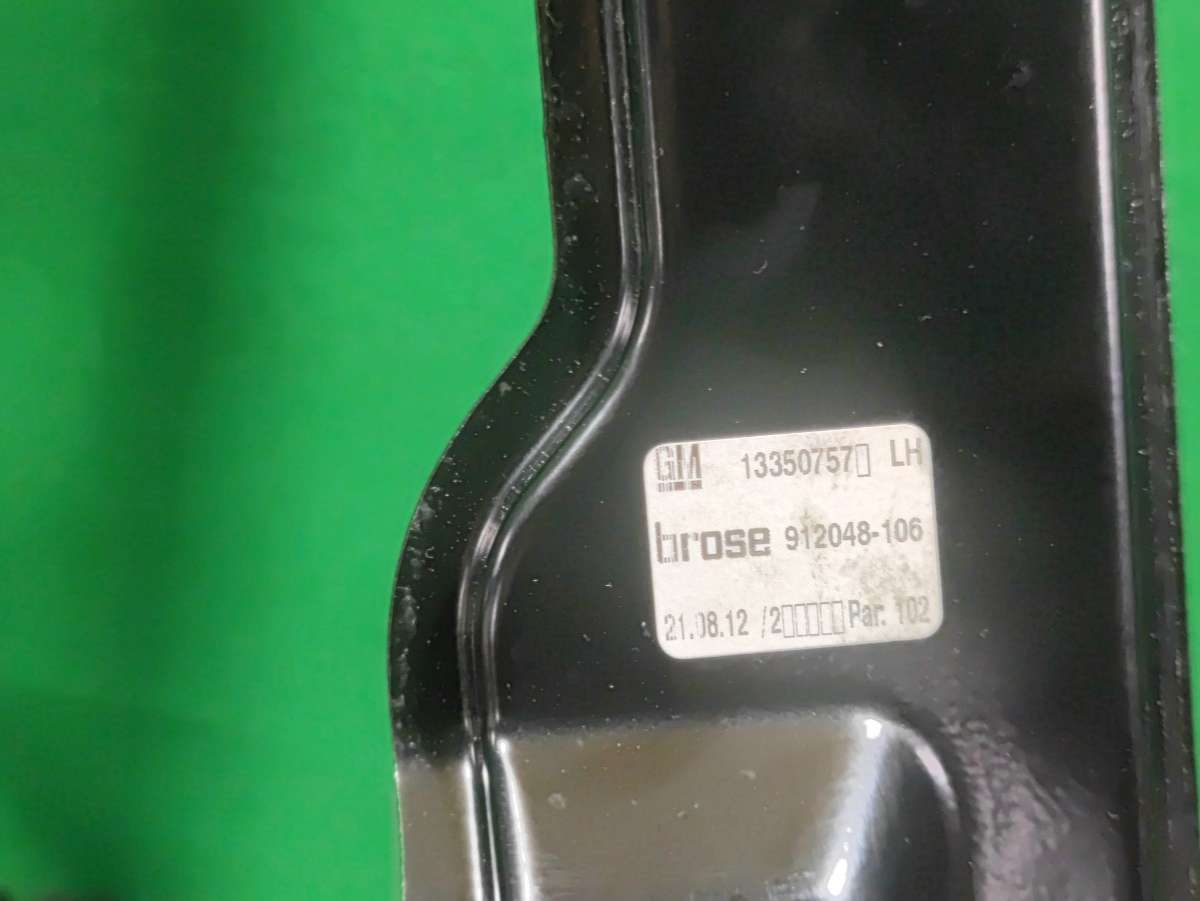 GM 13350757▯ LH
brose 912048-106
21.08.12 /2▯▯▯▯▯ Par. 102